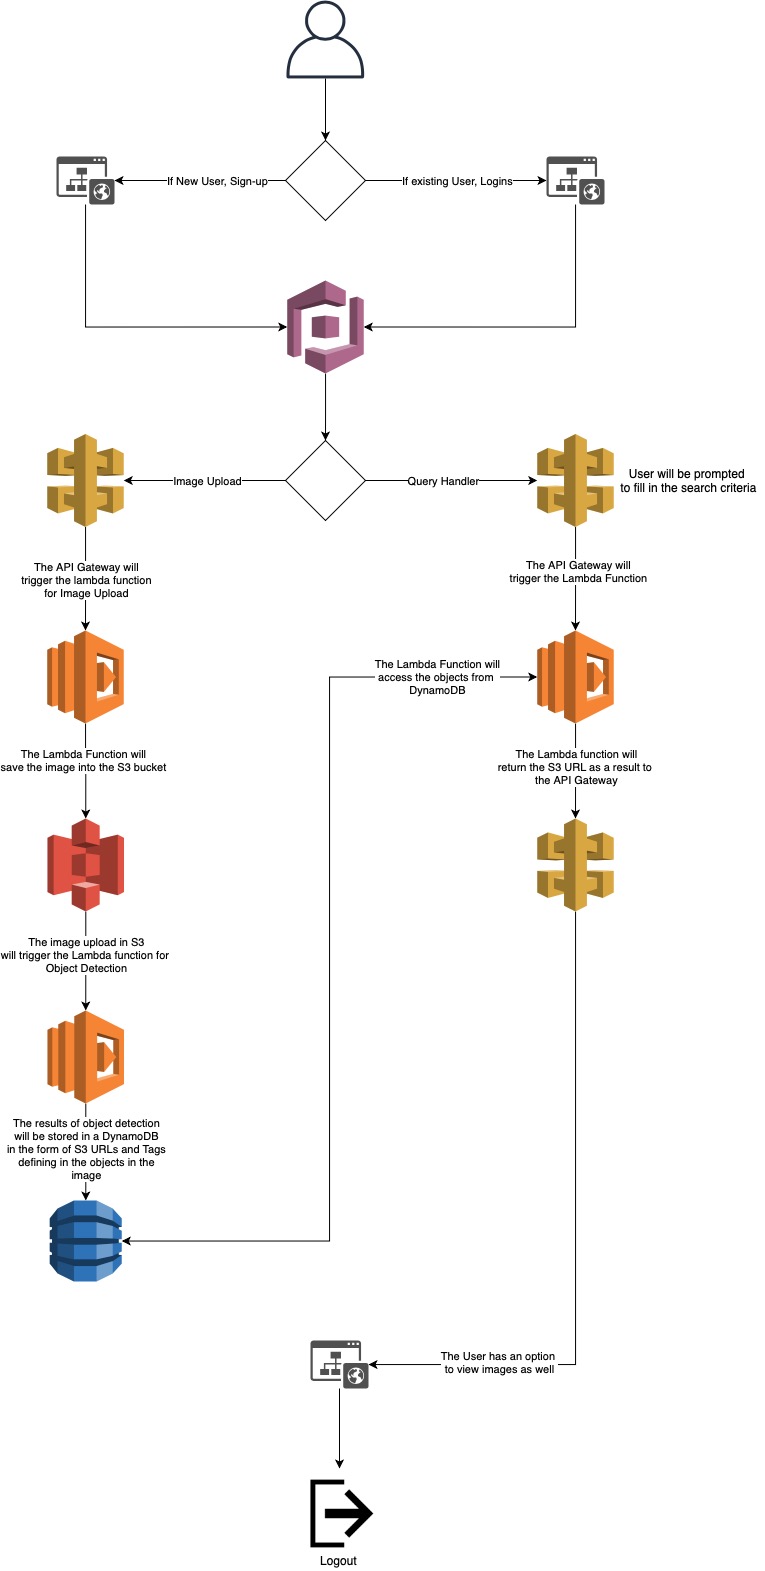 If New User, Sign-up
If existing User, Logins
Image Upload
Query Handler
User will be prompted
to fill in the search criteria
The API Gateway will
trigger the lambda function
for Image Upload
The API Gateway will
trigger the Lambda Function
The Lambda Function will
access the objects from
DynamoDB
The Lambda Function will
save the image into the S3 bucket
The Lambda function will
return the S3 URL as a result to
the API Gateway
The image upload in S3
will trigger the Lambda function for
Object Detection
The results of object detection
will be stored in a DynamoDB
in the form of S3 URLs and Tags
defining in the objects in the
image
The User has an option
to view images as well
Logout